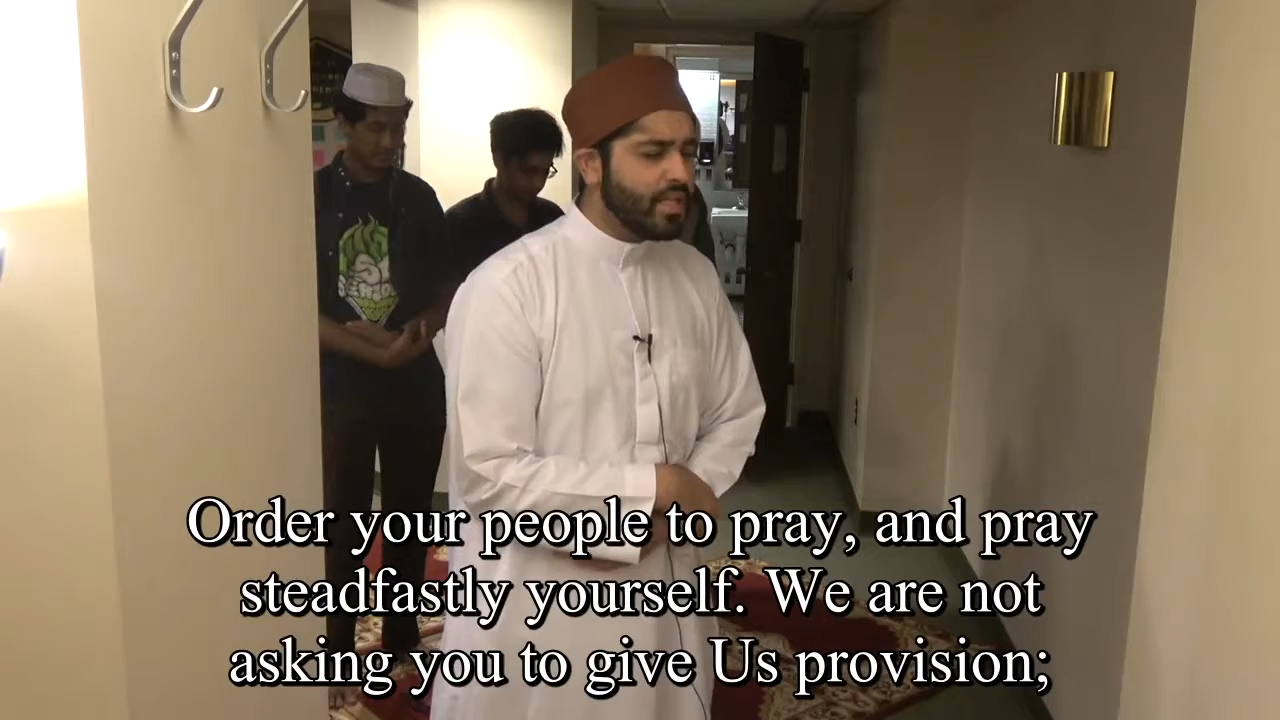 Order your people to pray, and pray
steadfastly yourself. We are not
asking you to give Us provision;